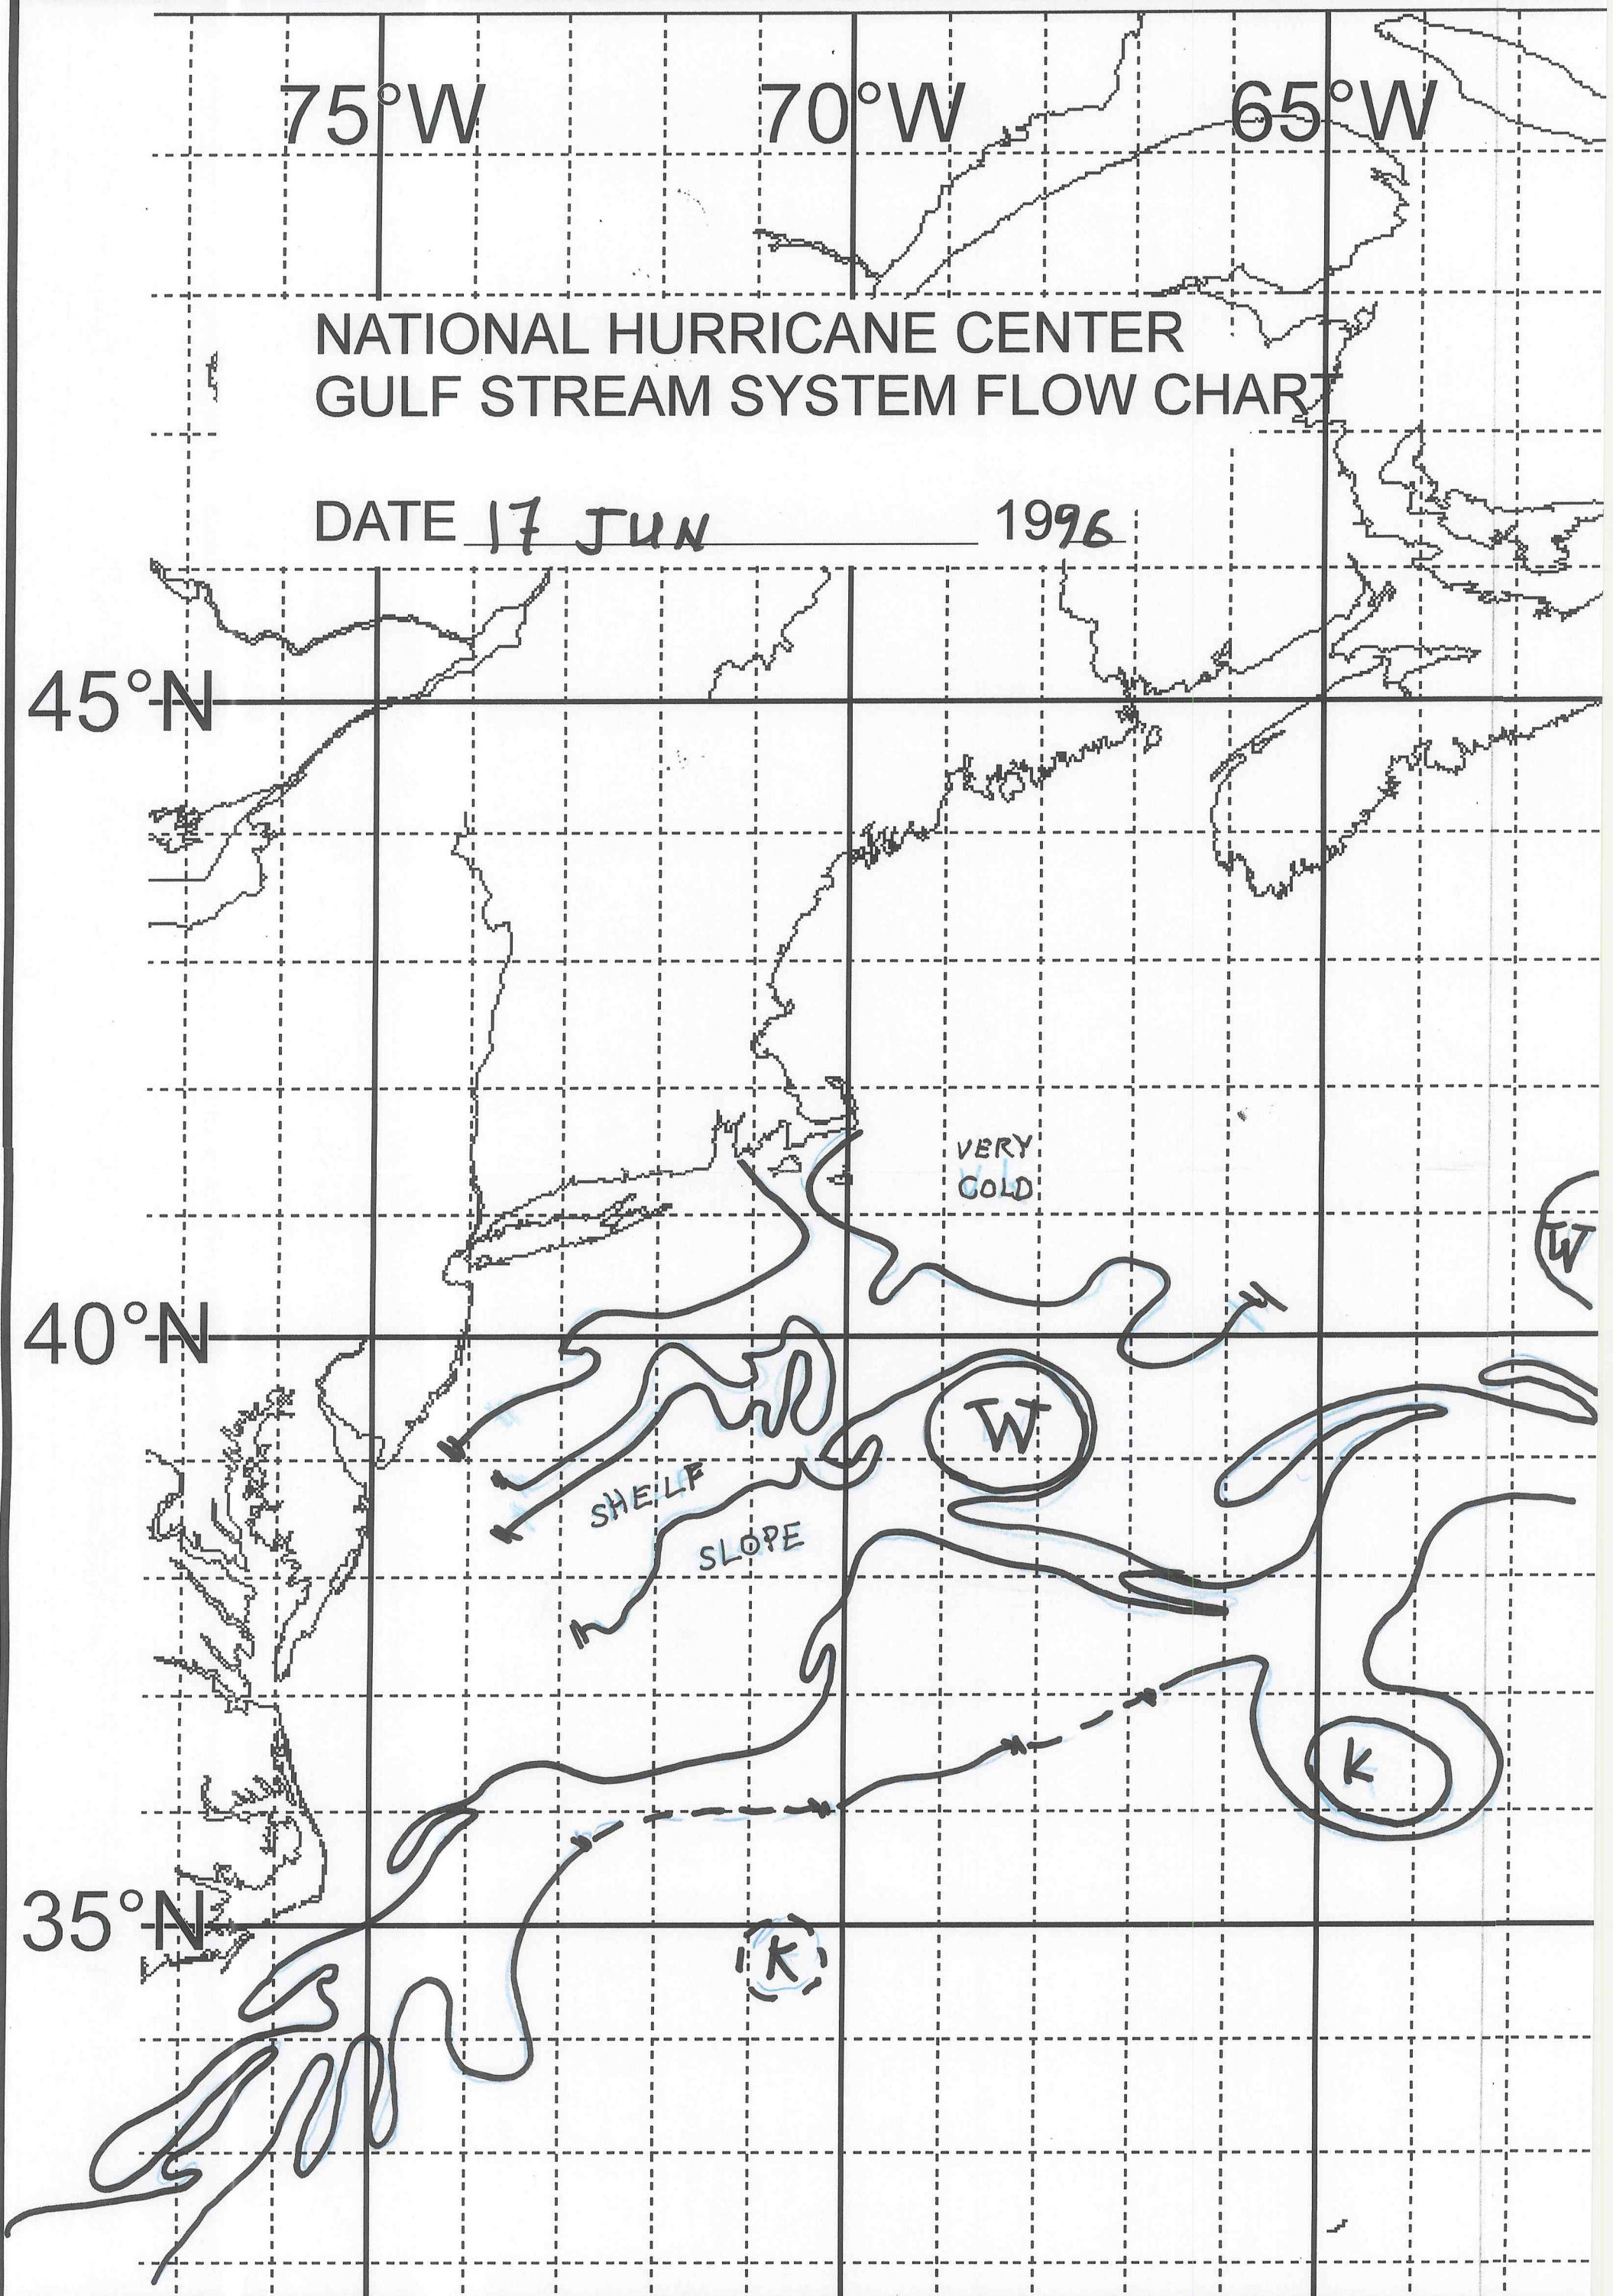 75°W 70°W 65°W
NATIONAL HURRICANE CENTER
GULF STREAM SYSTEM FLOW CHART
DATE 17 JUN 1996
45°N
VERY
COLD
W
40°N
W
SHELF
SLOPE
K
35°N
K